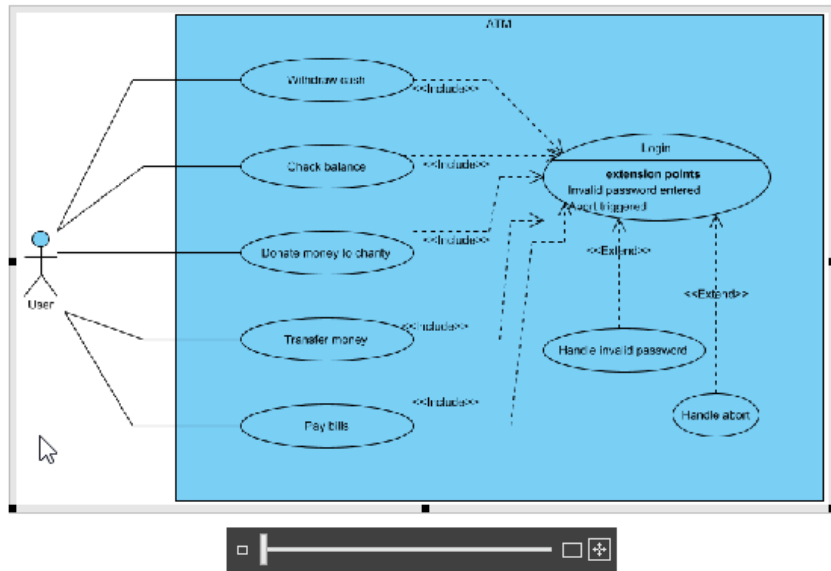 ATM
Withdraw cash
<<Include>>
Check balance
<<Include>>
Login
extension points
Invalid password entered
Abort triggered
Donate money to charity
<<Include>>
<<Extend>>
User
<<Extend>>
Transfer money
<<Include>>
Handle invalid password
Pay bills
<<Include>>
Handle abort